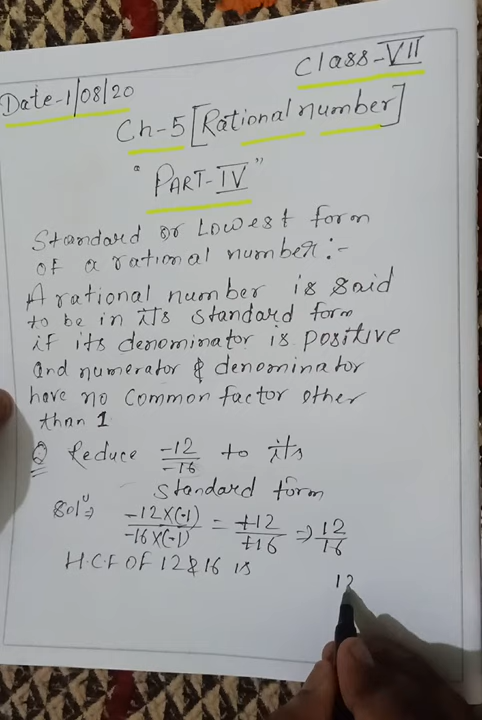 Class-VII
Date-1/08/20
Ch-5 [Rational number]
"PART-IV"
Standard or Lowest form
of a rational number:-
A rational number is said
to be in its standard form
if its denominator is positive
and numerator & denominator
have no common factor other
than 1
Q Reduce -12/-16 to its
standard form
Solⁿ⇒ -12×(-1)/-16×(-1) = +12/+16 ⇒ 12/16
H.C.F OF 12 & 16 is
12